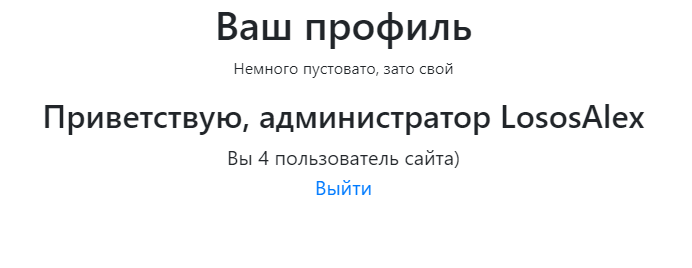 Ваш профиль
Немного пустовато, зато свой
Приветствую, администратор LososAlex
Вы 4 пользователь сайта)
Выйти